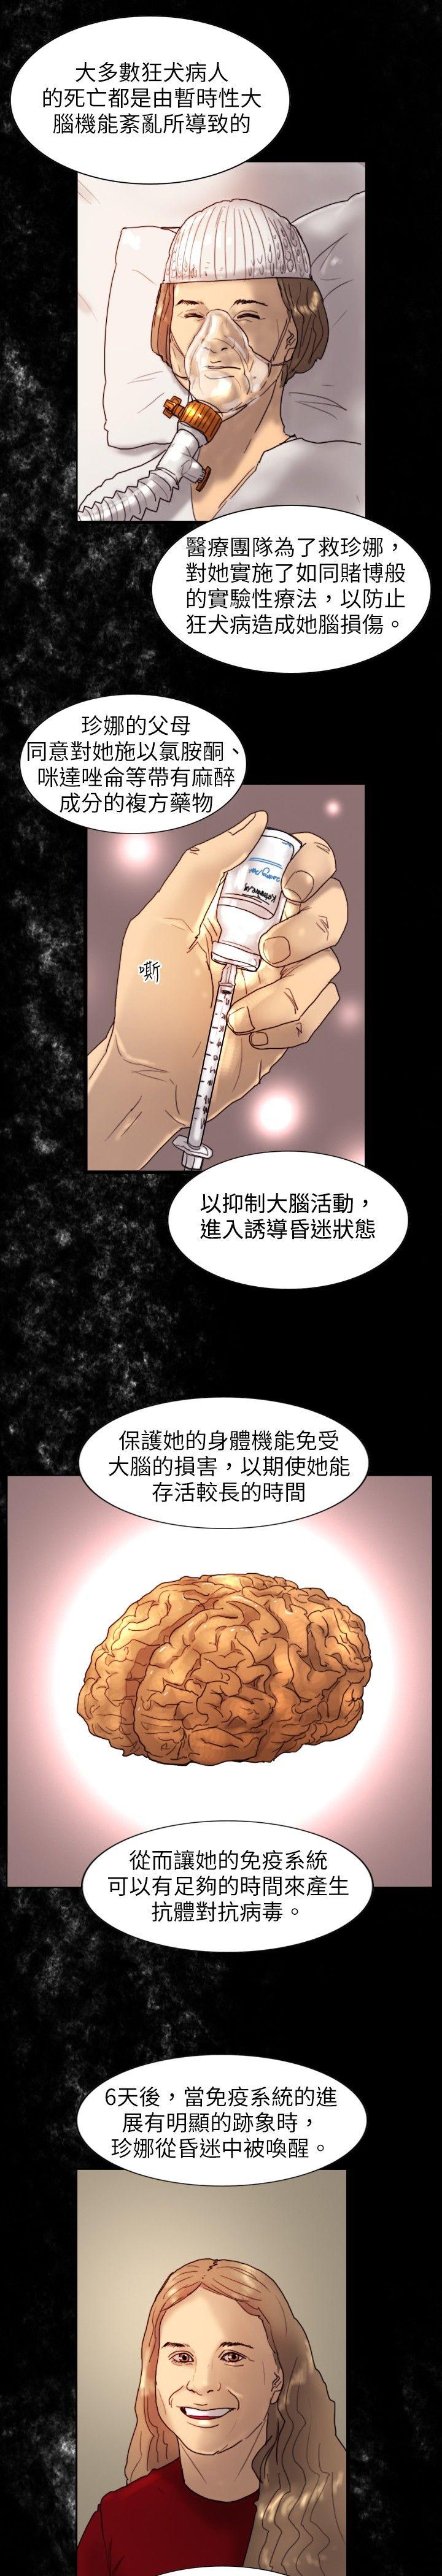 大多數狂犬病人
的死亡都是由暫時性大
腦機能紊亂所導致的
醫療團隊為了救珍娜，
對她實施了如同賭博般
的實驗性療法，以防止
狂犬病造成她腦損傷。
珍娜的父母
同意對她施以氯胺酮、
咪達唑侖等帶有麻醉
成分的複方藥物
嘶
以抑制大腦活動，
進入誘導昏迷狀態
保護她的身體機能免受
大腦的損害，以期使她能
存活較長的時間
從而讓她的免疫系統
可以有足夠的時間來產生
抗體對抗病毒。
6天後，當免疫系統的進
展有明顯的跡象時，
珍娜從昏迷中被喚醒。